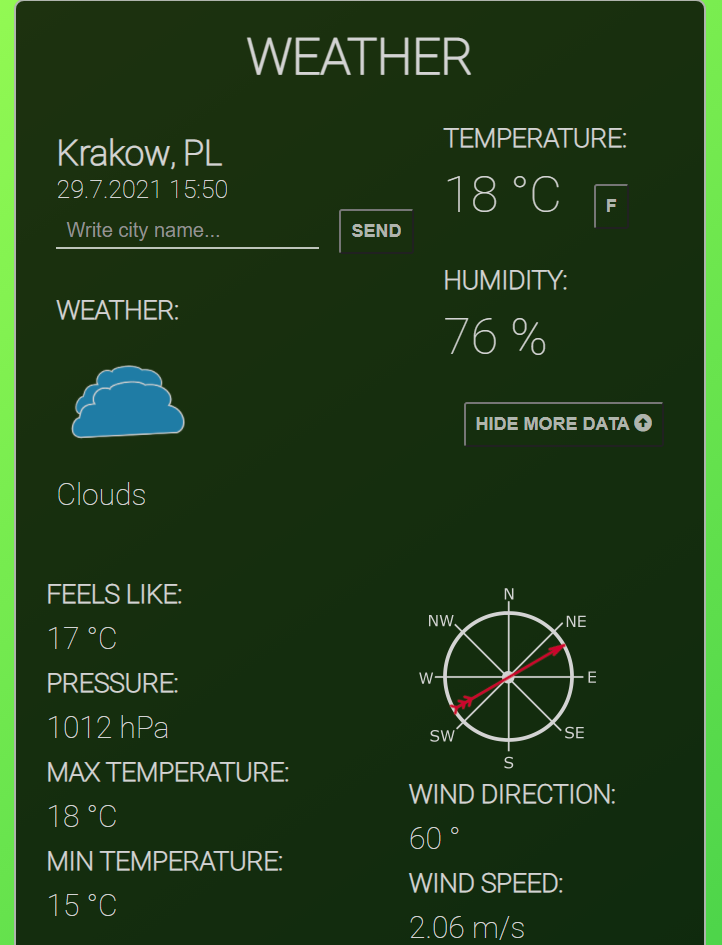 WEATHER
Krakow, PL
29.7.2021 15:50
Write city name...
SEND
TEMPERATURE:
18 °C
F
HUMIDITY:
76 %
HIDE MORE DATA
WEATHER:
Clouds
FEELS LIKE:
17 °C
PRESSURE:
1012 hPa
MAX TEMPERATURE:
18 °C
MIN TEMPERATURE:
15 °C
N
NW
NE
W
E
SW
SE
S
WIND DIRECTION:
60 °
WIND SPEED:
2.06 m/s